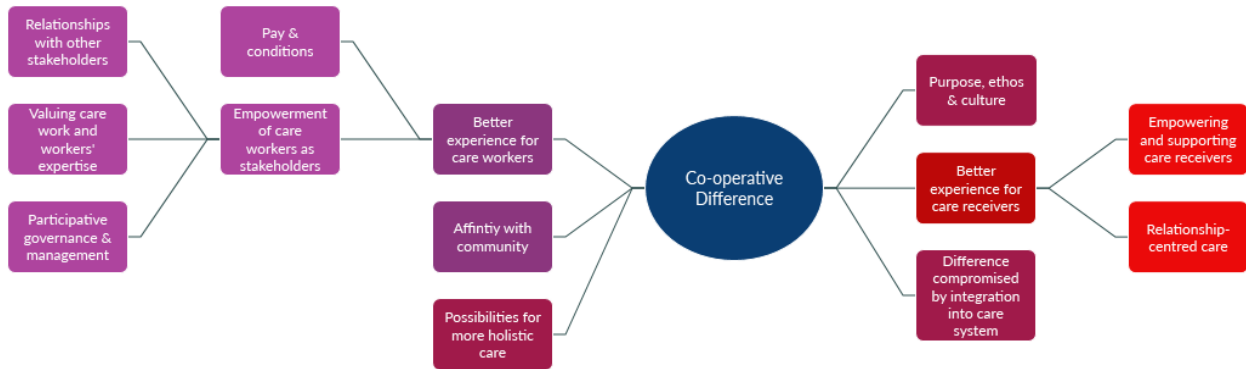 Relationships
with other
stakeholders
Valuing care
work and
workers'
expertise
Participative
governance &
management
Pay &
conditions
Empowerment
of care
workers as
stakeholders
Better
experience for
care workers
Affintiy with
community
Possibilities for
more holistic
care
Co-operative
Difference
Purpose, ethos
& culture
Better
experience for
care receivers
Difference
compromised
by integration
into care
system
Empowering
and supporting
care receivers
Relationship-
centred care